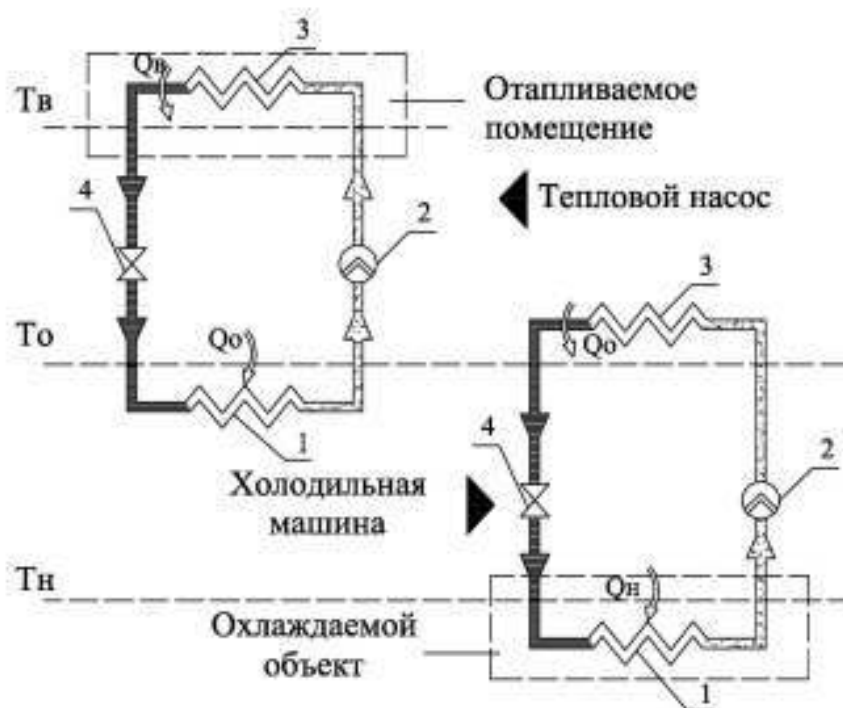 3
Qв
Тв
Отапливаемое
помещение
4
2
Тепловой насос
3
То
Qо
Qо
1
4
2
Холодильная
машина
Тн
Qн
Охлаждаемой
объект
1